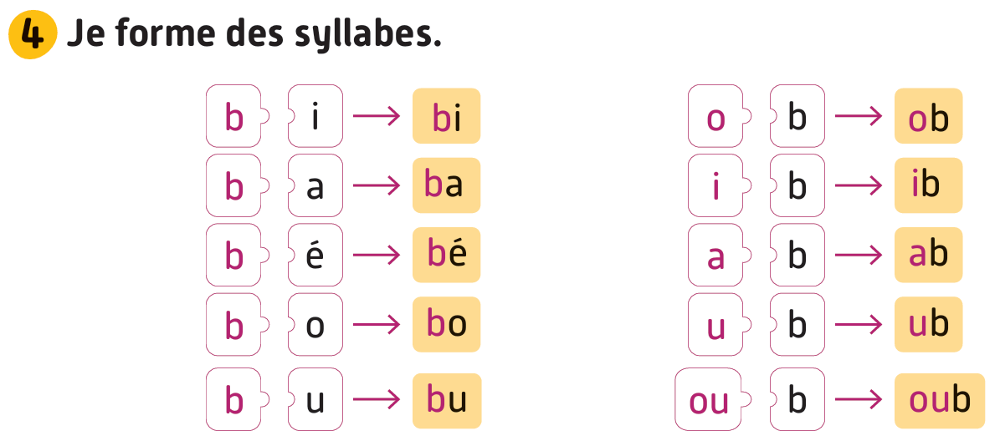 4 Je forme des syllabes.
b i → bi
b a → ba
b é → bé
b o → bo
b u → bu
o b → ob
i b → ib
a b → ab
u b → ub
ou b → oub